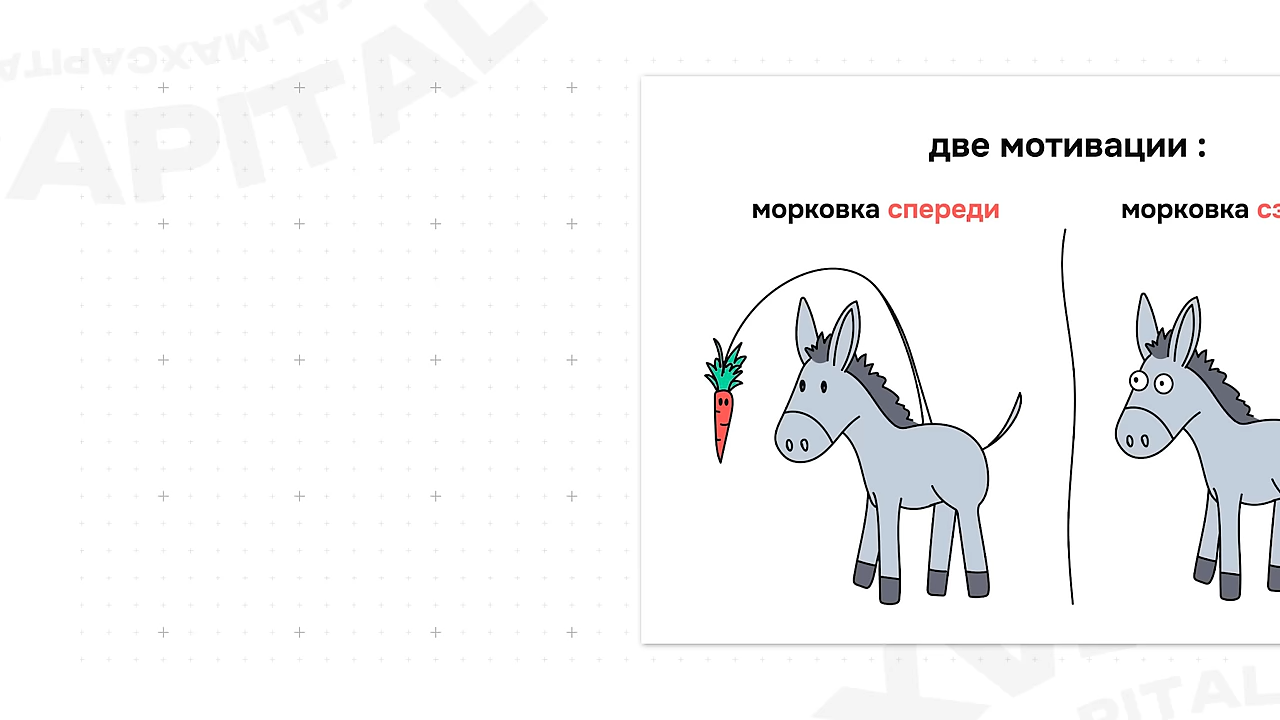 две мотивации :
морковка спереди
морковка